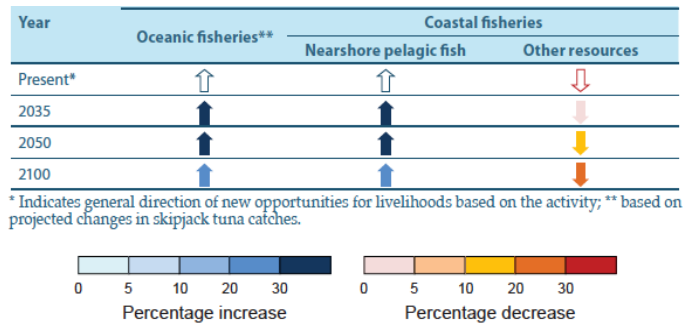 Year
Oceanic fisheries**
Coastal fisheries
Nearshore pelagic fish
Other resources
Present*
2035
2050
2100
* Indicates general direction of new opportunities for livelihoods based on the activity; ** based on
projected changes in skipjack tuna catches.
0 5 10 20 30
Percentage increase
0 5 10 20 30
Percentage decrease